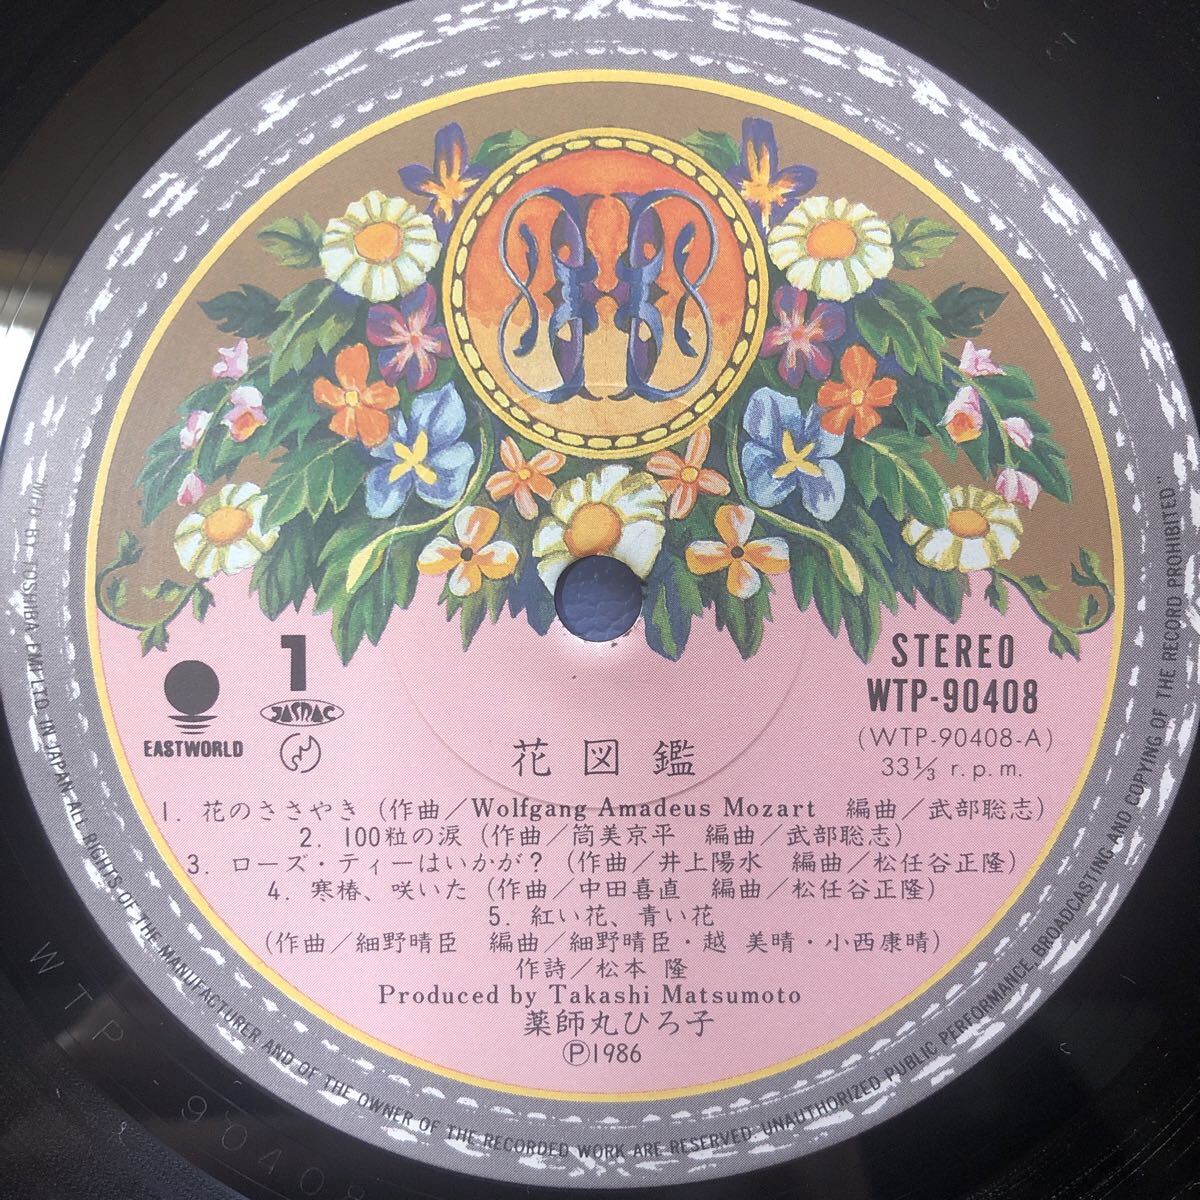 1
JASRAC
EASTWORLD
STEREO
WTP-90408
(WTP-90408-A)
33⅓ r.p.m.
花図鑑
1. 花のささやき (作曲／Wolfgang Amadeus Mozart 編曲／武部聡志)
2. 100粒の涙 (作曲／筒美京平 編曲／武部聡志)
3. ローズ・ティーはいかが? (作曲／井上陽水 編曲／松任谷正隆)
4. 寒椿、咲いた (作曲／中田喜直 編曲／松任谷正隆)
5. 紅い花、青い花
(作曲／細野晴臣 編曲／細野晴臣・越 美晴・小西康晴)
作詩／松本 隆
Produced by Takashi Matsumoto
薬師丸ひろ子
Ⓟ1986
MFD BY TOSHIBA-EMI LTD IN JAPAN. ALL RIGHTS OF THE MANUFACTURER AND OF THE OWNER OF THE RECORDED WORK ARE RESERVED. UNAUTHORIZED PUBLIC PERFORMANCE, BROADCASTING AND COPYING OF THE RECORD PROHIBITED"
WTP-90408